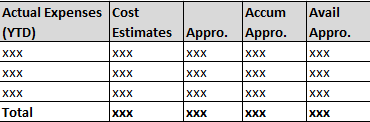 Actual Expenses (YTD) | Cost Estimates | Appro. | Accum Appro. | Avail Appro.
xxx | xxx | xxx | xxx | xxx
xxx | xxx | xxx | xxx | xxx
xxx | xxx | xxx | xxx | xxx
Total | xxx | xxx | xxx | xxx